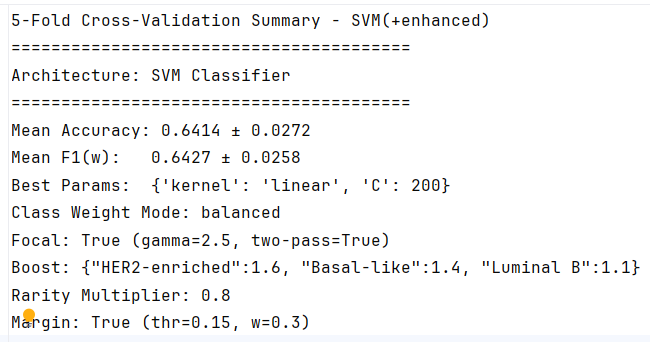 5-Fold Cross-Validation Summary - SVM(+enhanced)
========================================
Architecture: SVM Classifier
========================================
Mean Accuracy: 0.6414 ± 0.0272
Mean F1(w):   0.6427 ± 0.0258
Best Params:  {'kernel': 'linear', 'C': 200}
Class Weight Mode: balanced
Focal: True (gamma=2.5, two-pass=True)
Boost: {"HER2-enriched":1.6, "Basal-like":1.4, "Luminal B":1.1}
Rarity Multiplier: 0.8
Margin: True (thr=0.15, w=0.3)